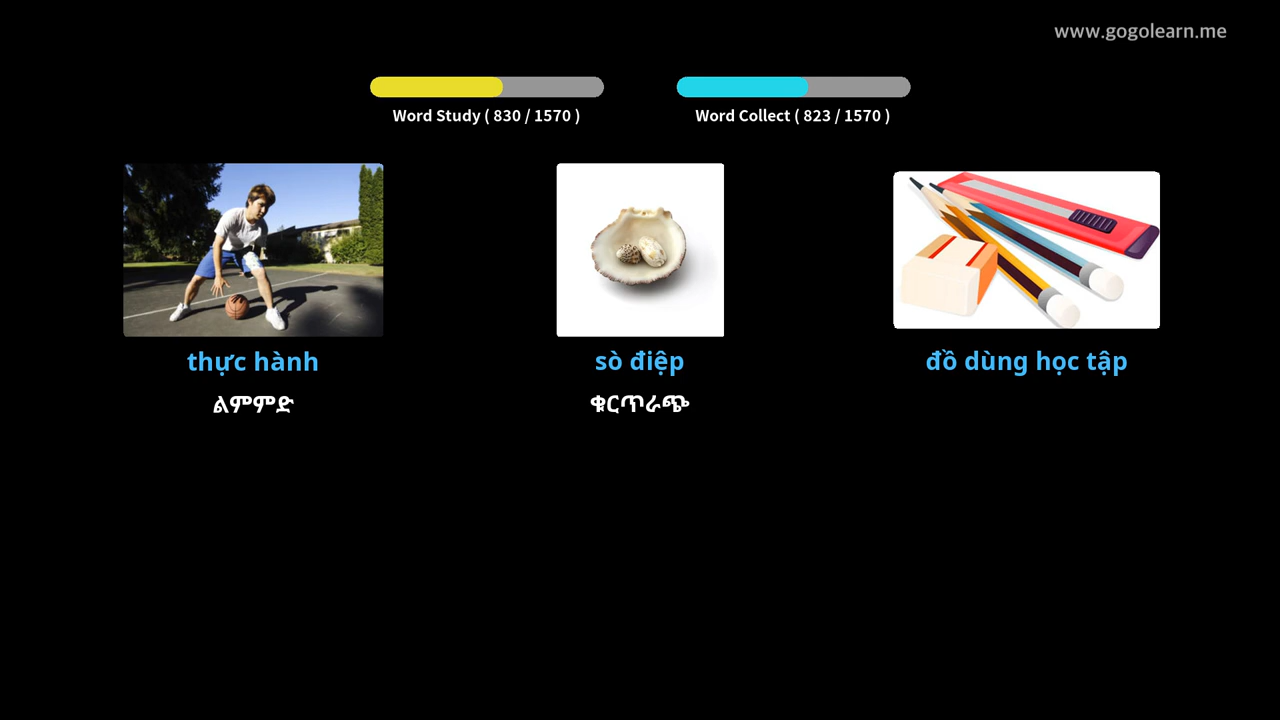 www.gogolearn.me
Word Study ( 830 / 1570 )
Word Collect ( 823 / 1570 )
thực hành
ልምምድ
sò điệp
ቁርጥራጭ
đồ dùng học tập